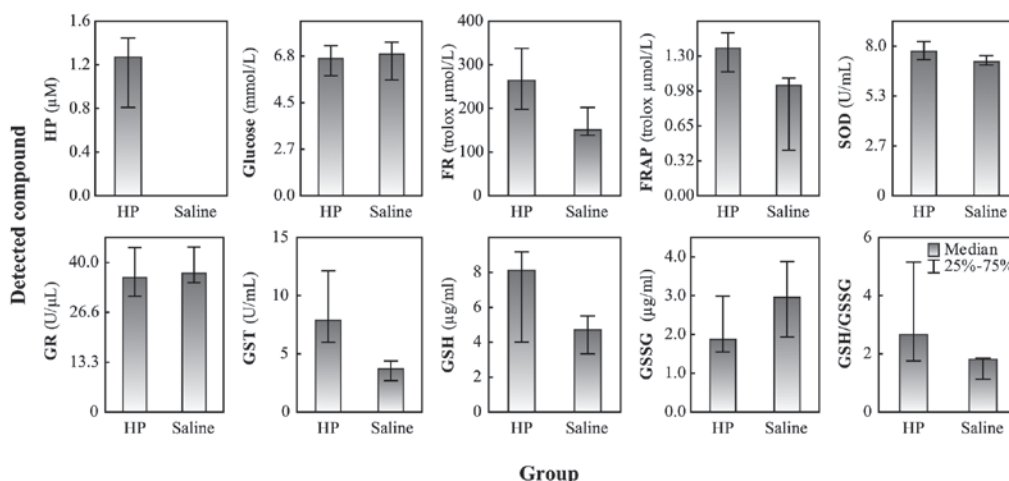 Detected compound
HP (μM)
1.6
1.2
0.8
0.4
0.0
HP Saline
Glucose (mmol/L)
6.8
4.5
2.7
0.0
HP Saline
FR (trolox μmol/L)
400
300
200
100
0
HP Saline
FRAP (trolox μmol/L)
1.30
0.98
0.65
0.32
0.00
HP Saline
SOD (U/mL)
8.0
5.3
2.7
0
HP Saline
GR (U/μL)
40.0
26.6
13.3
0
HP Saline
GST (U/mL)
15
10
5
0
HP Saline
GSH (μg/ml)
8
6
4
2
0
HP Saline
GSSG (μg/ml)
4.0
3.0
2.0
1.0
0.0
HP Saline
GSH/GSSG
6
4
2
0
Median
25%-75%
HP Saline
Group